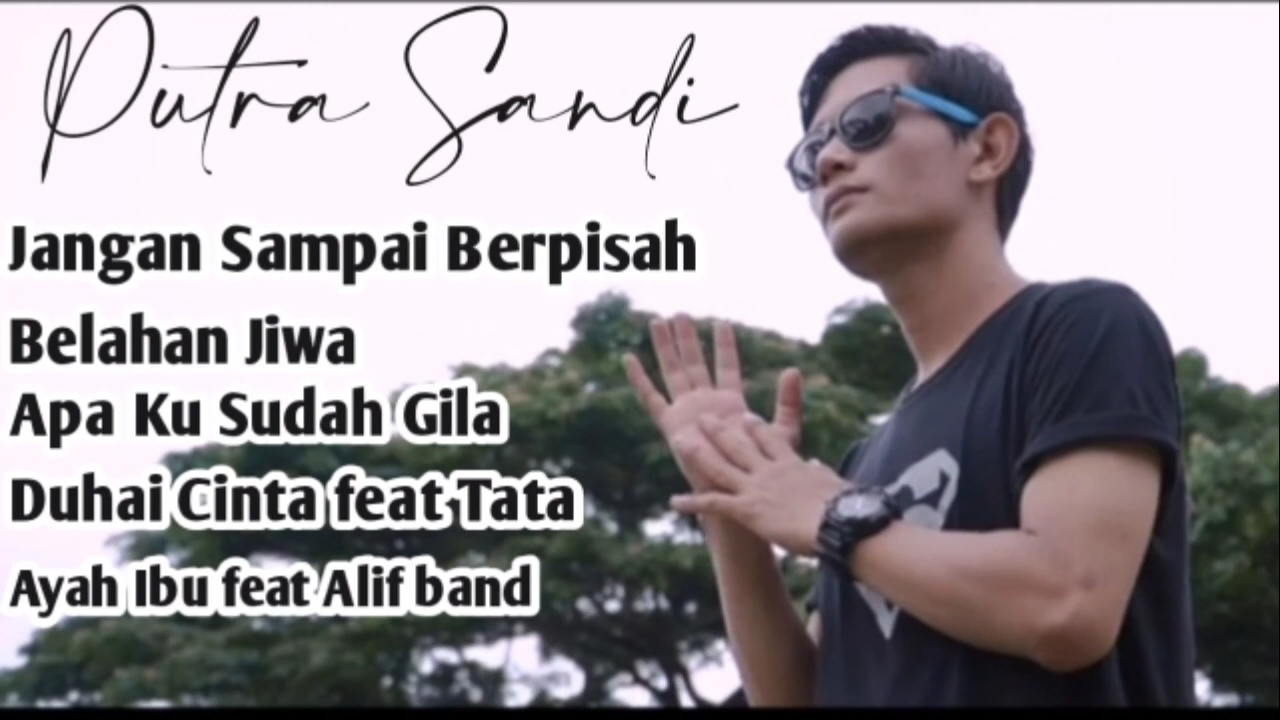 Putra Sandi
Jangan Sampai Berpisah
Belahan Jiwa
Apa Ku Sudah Gila
Duhai Cinta feat Tata
Ayah Ibu feat Alif band